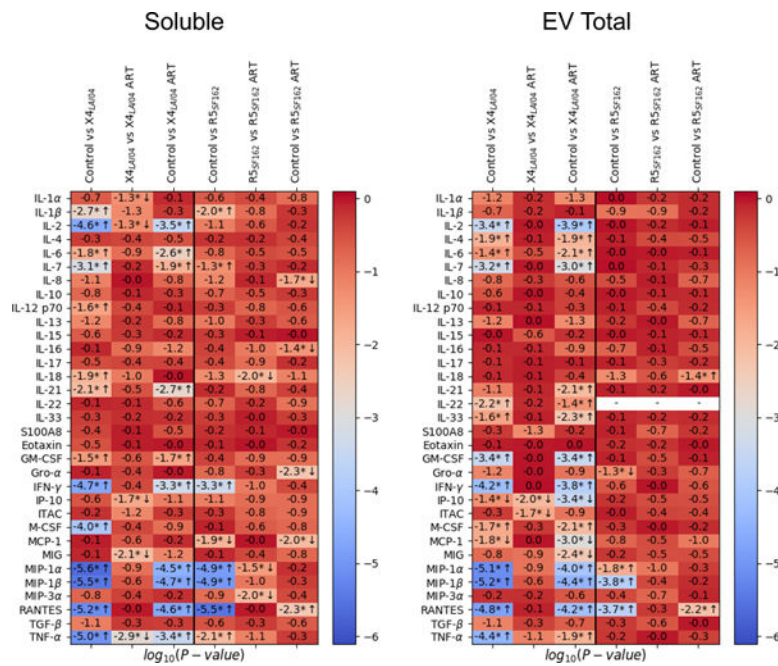 Soluble
Control vs X4LAI04
X4LAI04 vs X4LAI04 ART
Control vs X4LAI04 ART
Control vs R5SF162
R5SF162 vs R5SF162 ART
Control vs R5SF162 ART
IL-1α -0.7 -1.3*↓ -0.1 -0.6 -0.4 -0.8
IL-1β -2.7*↑ -1.3 -0.3 -2.0*↑ -0.8 -0.3
IL-2 -4.6*↑ -1.3*↓ -3.5*↑ -1.1 -0.6 -0.2
IL-4 -0.3 -0.4 -0.5 -0.2 -0.2 -0.4
IL-6 -1.8*↑ -0.9 -2.6*↑ -0.8 -0.5 -0.5
IL-7 -3.1*↑ -0.2 -1.9*↑ -1.3*↑ -0.3 -0.2
IL-8 -1.1 -0.0 -0.8 -1.2 -0.1 -1.7*↓
IL-10 -0.8 -0.1 -0.3 -0.7 -0.5 -0.3
IL-12 p70 -1.6*↑ -0.4 -0.2 -0.3 -0.8 -0.6
IL-13 -1.2 -0.2 -0.8 -1.0 -0.3 -0.6
IL-15 -0.6 -0.3 -0.2 -0.3 -0.1 -0.0
IL-16 -0.1 -0.9 -1.2 -0.4 -1.0 -1.4*↓
IL-17 -0.5 -0.4 -0.4 -0.7 -0.9 -0.2
IL-18 -1.9*↑ -1.0 -0.0 -1.3 -2.0*↓ -1.1
IL-21 -2.1*↑ -0.5 -2.7*↑ -0.2 -0.8 -0.4
IL-22 -0.1 -0.1 -0.6 -0.7 -0.2 -0.9
IL-33 -0.3 -0.2 -0.2 -0.3 -0.0 -0.3
S100A8 -0.4 -0.1 -0.5 -0.2 -0.1 -0.3
Eotaxin -0.5 -0.1 -0.0 -0.1 -0.3 -0.2
GM-CSF -1.5*↑ -0.6 -1.7*↑ -0.9 -0.4 -0.9
Gro-α -0.1 -0.4 -0.0 -0.8 -0.3 -2.3*↓
IFN-γ -4.7*↑ -0.9 -3.3*↑ -3.3*↑ -1.0 -0.4
IP-10 -0.6 -1.7*↓ -1.1 -1.1 -0.9 -0.9
ITAC -0.2 -1.2 -0.3 -0.8 -0.9 -0.9
M-CSF -4.0*↑ -0.4 -0.9 -0.1 -0.6 -0.8
MCP-1 -0.1 -0.6 -0.2 -1.9*↓ -0.0 -2.0*↓
MIG -0.1 -2.1*↓ -1.2 -0.1 -0.4 -0.8
MIP-1α -5.6*↑ -0.9 -4.5*↑ -4.9*↑ -1.5*↓ -0.2
MIP-1β -5.5*↑ -0.6 -4.7*↑ -4.9*↑ -1.0 -0.3
MIP-3α -0.8 -0.4 -0.2 -0.9 -2.0*↓ -0.4
RANTES -5.2*↑ -0.0 -4.6*↑ -5.5*↑ -0.0 -2.3*↑
TGF-β -1.1 -0.3 -0.3 -0.6 -0.3 -0.6
TNF-α -5.0*↑ -2.9*↓ -3.4*↑ -2.1*↑ -1.1 -0.3
log10(P − value)
0
−1
−2
−3
−4
−5
−6
EV Total
Control vs X4LAI04
X4LAI04 vs X4LAI04 ART
Control vs X4LAI04 ART
Control vs R5SF162
R5SF162 vs R5SF162 ART
Control vs R5SF162 ART
IL-1α -1.2 -0.2 -1.3 0.0 -0.2 -0.2
IL-1β -0.7 -0.2 -0.1 -0.9 -0.9 -0.2
IL-2 -3.4*↑ -0.2 -3.9*↑ 0.0 -0.2 -0.1
IL-4 -1.9*↑ -0.2 -1.9*↑ -0.1 -0.4 -0.5
IL-6 -1.4*↑ -0.5 -2.1*↑ -0.0 -0.2 -0.2
IL-7 -3.2*↑ -0.2 -3.0*↑ 0.0 -0.1 -0.3
IL-8 -0.8 -0.3 -0.6 -0.5 -0.0 -0.7
IL-10 -0.6 -0.0 -0.4 -0.1 -0.0 -0.1
IL-12 p70 -0.4 -0.1 -0.4 -0.0 -0.1 -0.2
IL-13 -1.2 0.0 -1.3 -0.2 -0.0 -0.7
IL-15 -0.0 -0.6 -0.2 -0.0 -0.1 -0.0
IL-16 -0.1 -0.1 -0.1 -0.7 -0.1 -0.5
IL-17 -0.1 -0.1 -0.2 -0.1 -0.3 -0.2
IL-18 -0.2 -0.1 -0.4 -1.3 -0.6 -1.4*↑
IL-21 -1.1 -0.2 -2.1*↑ -0.1 -0.2 -0.0
IL-22 -2.2*↑ -0.2 -1.4*↑ - - -
IL-33 -1.6*↑ -0.3 -2.3*↑ -0.1 -0.1 -0.2
S100A8 -0.3 -1.3 -0.2 -0.1 -0.7 -0.2
Eotaxin -0.1 -0.0 0.0 -0.1 -0.2 -0.2
GM-CSF -3.4*↑ -0.0 -3.4*↑ -0.1 -0.1 -0.2
Gro-α -1.2 -0.0 -0.9 -1.3*↓ -0.3 -0.7
IFN-γ -4.2*↑ 0.0 -3.8*↑ -0.6 -0.0 -0.4
IP-10 -1.4*↓ -2.0*↓ -3.4*↓ -0.2 -0.5 -0.5
ITAC -0.3 -1.7*↓ -0.9 -0.0 -0.4 -0.4
M-CSF -1.7*↑ -0.3 -2.1*↑ -0.3 -0.0 -0.2
MCP-1 -1.8*↓ 0.0 -3.0*↓ -0.2 -0.8 -1.0
MIG -0.8 -0.9 -2.4*↓ -0.2 -0.5 -0.5
MIP-1α -5.1*↑ -0.9 -4.0*↑ -1.8*↑ -1.0 -0.3
MIP-1β -5.2*↑ -0.6 -4.4*↑ -3.8*↑ -0.4 -0.2
MIP-3α -0.2 -0.2 -0.6 -0.4 -0.7 -0.1
RANTES -4.8*↑ -0.1 -4.2*↑ -3.7*↑ -0.1 -2.2*↑
TGF-β -1.1 -0.2 -0.7 -0.3 -0.6 -0.0
TNF-α -4.4*↑ -1.1 -1.9*↑ -0.2 -0.0 -0.3
log10(P − value)
0
−1
−2
−3
−4
−5
−6